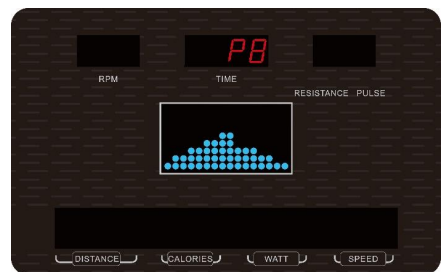 P8
RPM
TIME
RESISTANCE PULSE
DISTANCE
CALORIES
WATT
SPEED